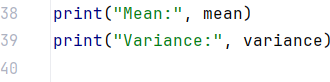 38 print("Mean:", mean)
39 print("Variance:", variance)
40